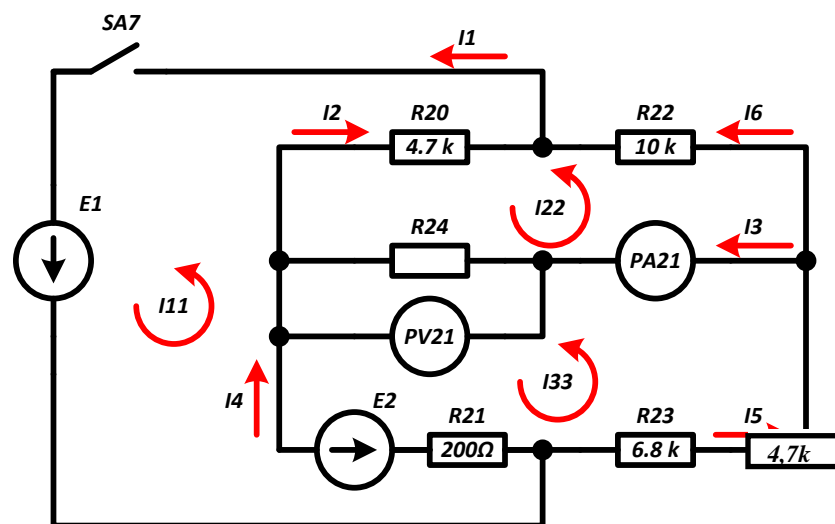 SA7
I1
I2
R20
R22
I6
4.7 k
10 k
E1
I22
R24
I3
PA21
I11
PV21
I33
I4
E2
R21
R23
I5
200Ω
6.8 k
4,7k